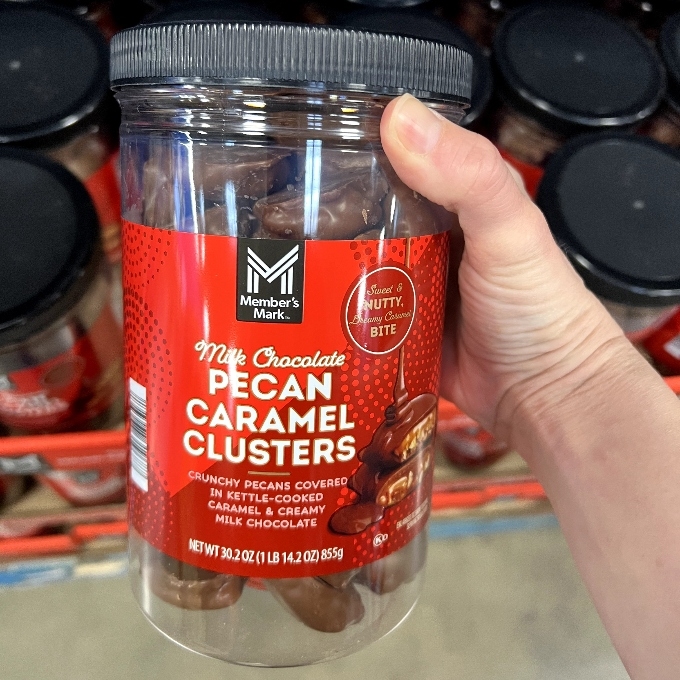 Member's
Mark™
Sweet &
NUTTY,
Dreamy Caramel
BITE
Milk Chocolate
PECAN
CARAMEL
CLUSTERS
CRUNCHY PECANS COVERED
IN KETTLE-COOKED
CARAMEL & CREAMY
MILK CHOCOLATE
NET WT 30.2 OZ (1 LB 14.2 OZ) 855g